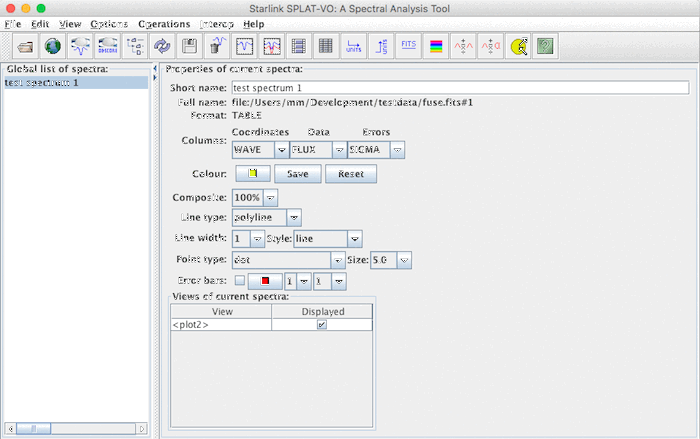 Starlink SPLAT-VO: A Spectral Analysis Tool
File Edit View Options Operations Interop Help
UNITS FITS
Global list of spectra:
test spectrum 1
Properties of current spectra:
Short name: test spectrum 1
Full name: file:/Users/mm/Development/testdata/fuse.fits#1
Format: TABLE
Coordinates Data Errors
Columns: WAVE FLUX SIGMA
Colour: Save Reset
Composite: 100%
Line type: polyline
Line width: 1 Style: line
Point type: dot Size: 5.0
Error bars: 1 1
Views of current spectra:
View Displayed
<plot2>